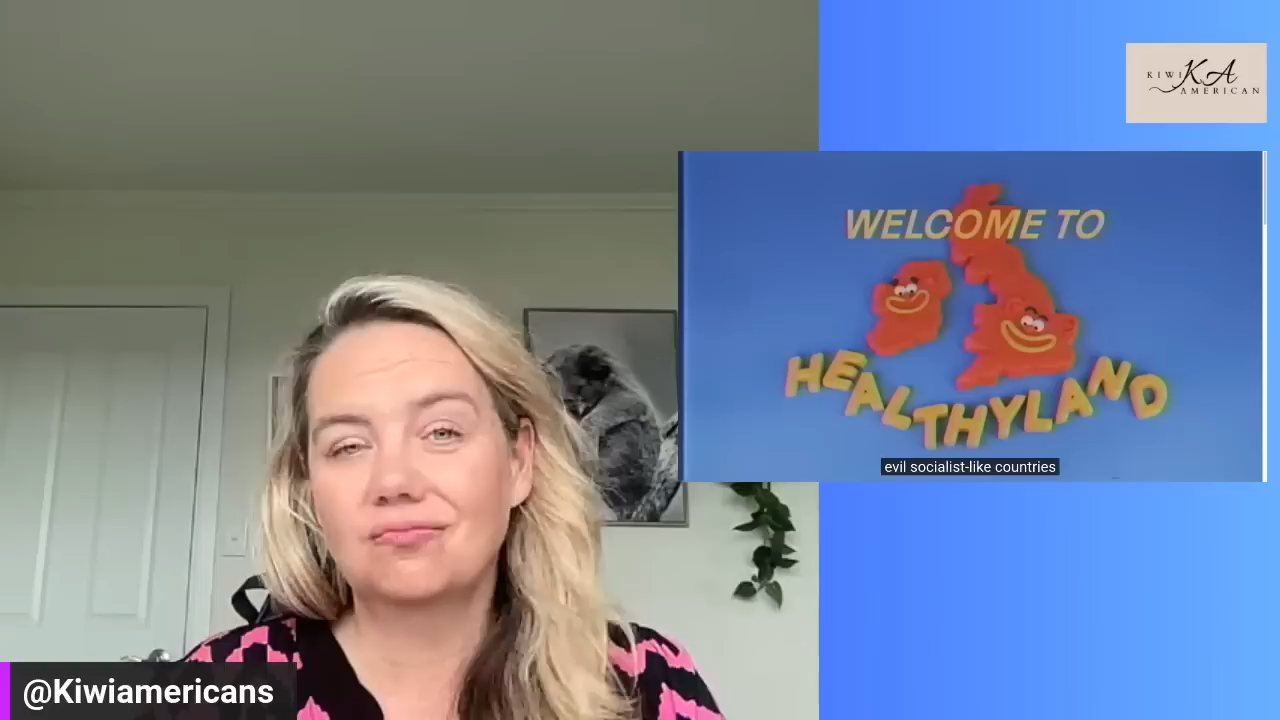 KIWI KA
AMERICAN
WELCOME TO
HEALTHYLAND
evil socialist-like countries
@Kiwiamericans